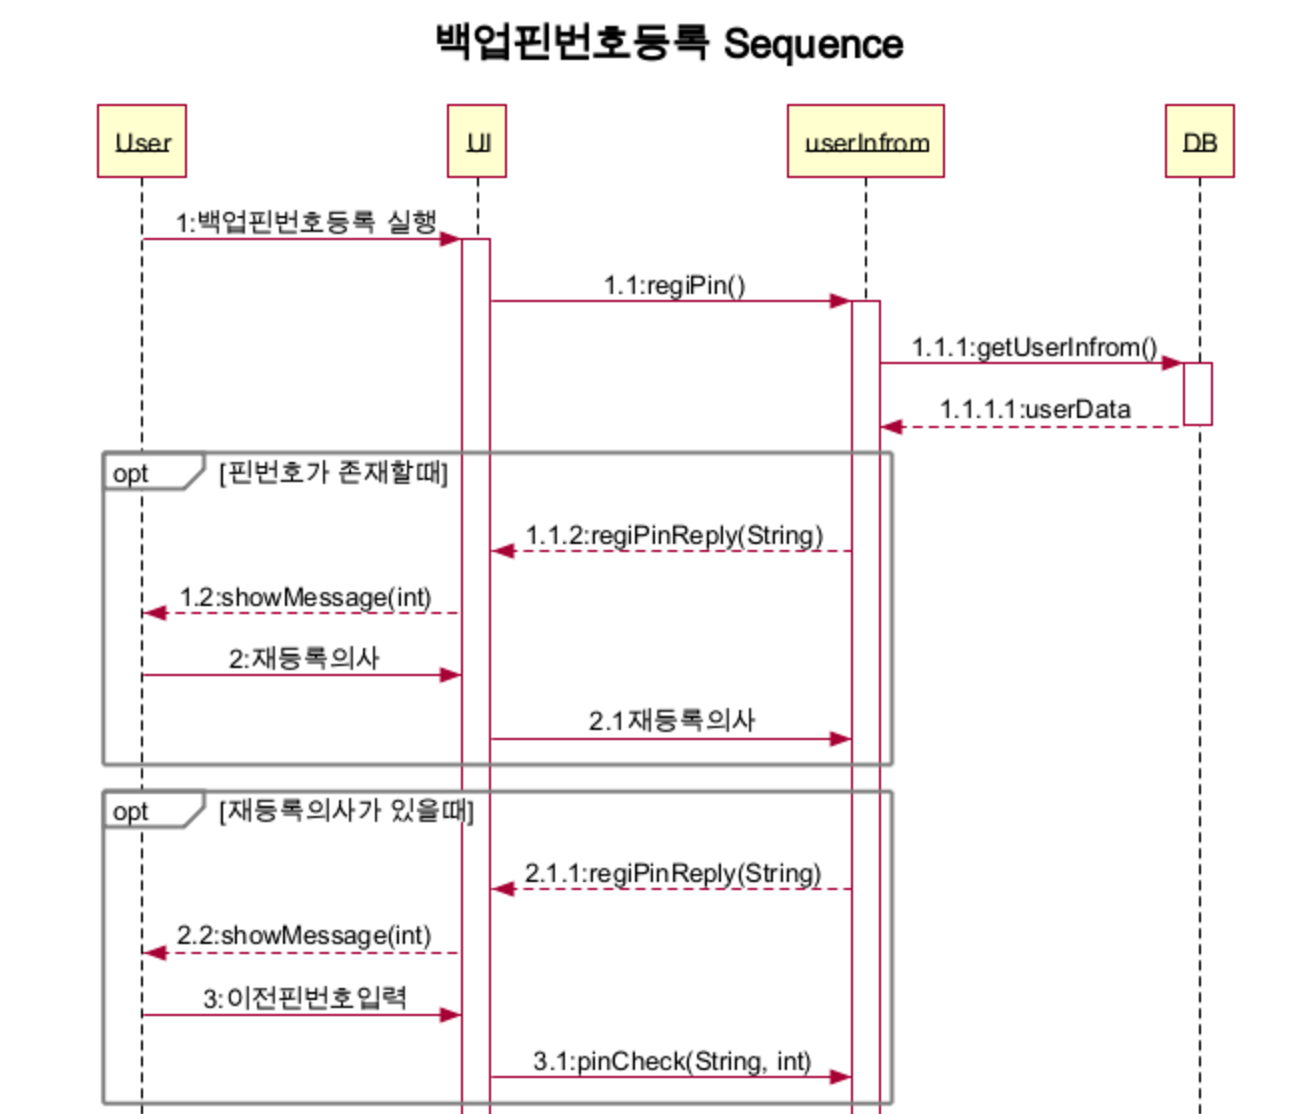 백업핀번호등록 Sequence
User
UI
userInfrom
DB
1:백업핀번호등록 실행
1.1:regiPin()
1.1.1:getUserInfrom()
1.1.1.1:userData
opt [핀번호가 존재할때]
1.1.2:regiPinReply(String)
1.2:showMessage(int)
2:재등록의사
2.1재등록의사
opt [재등록의사가 있을때]
2.1.1:regiPinReply(String)
2.2:showMessage(int)
3:이전핀번호입력
3.1:pinCheck(String, int)